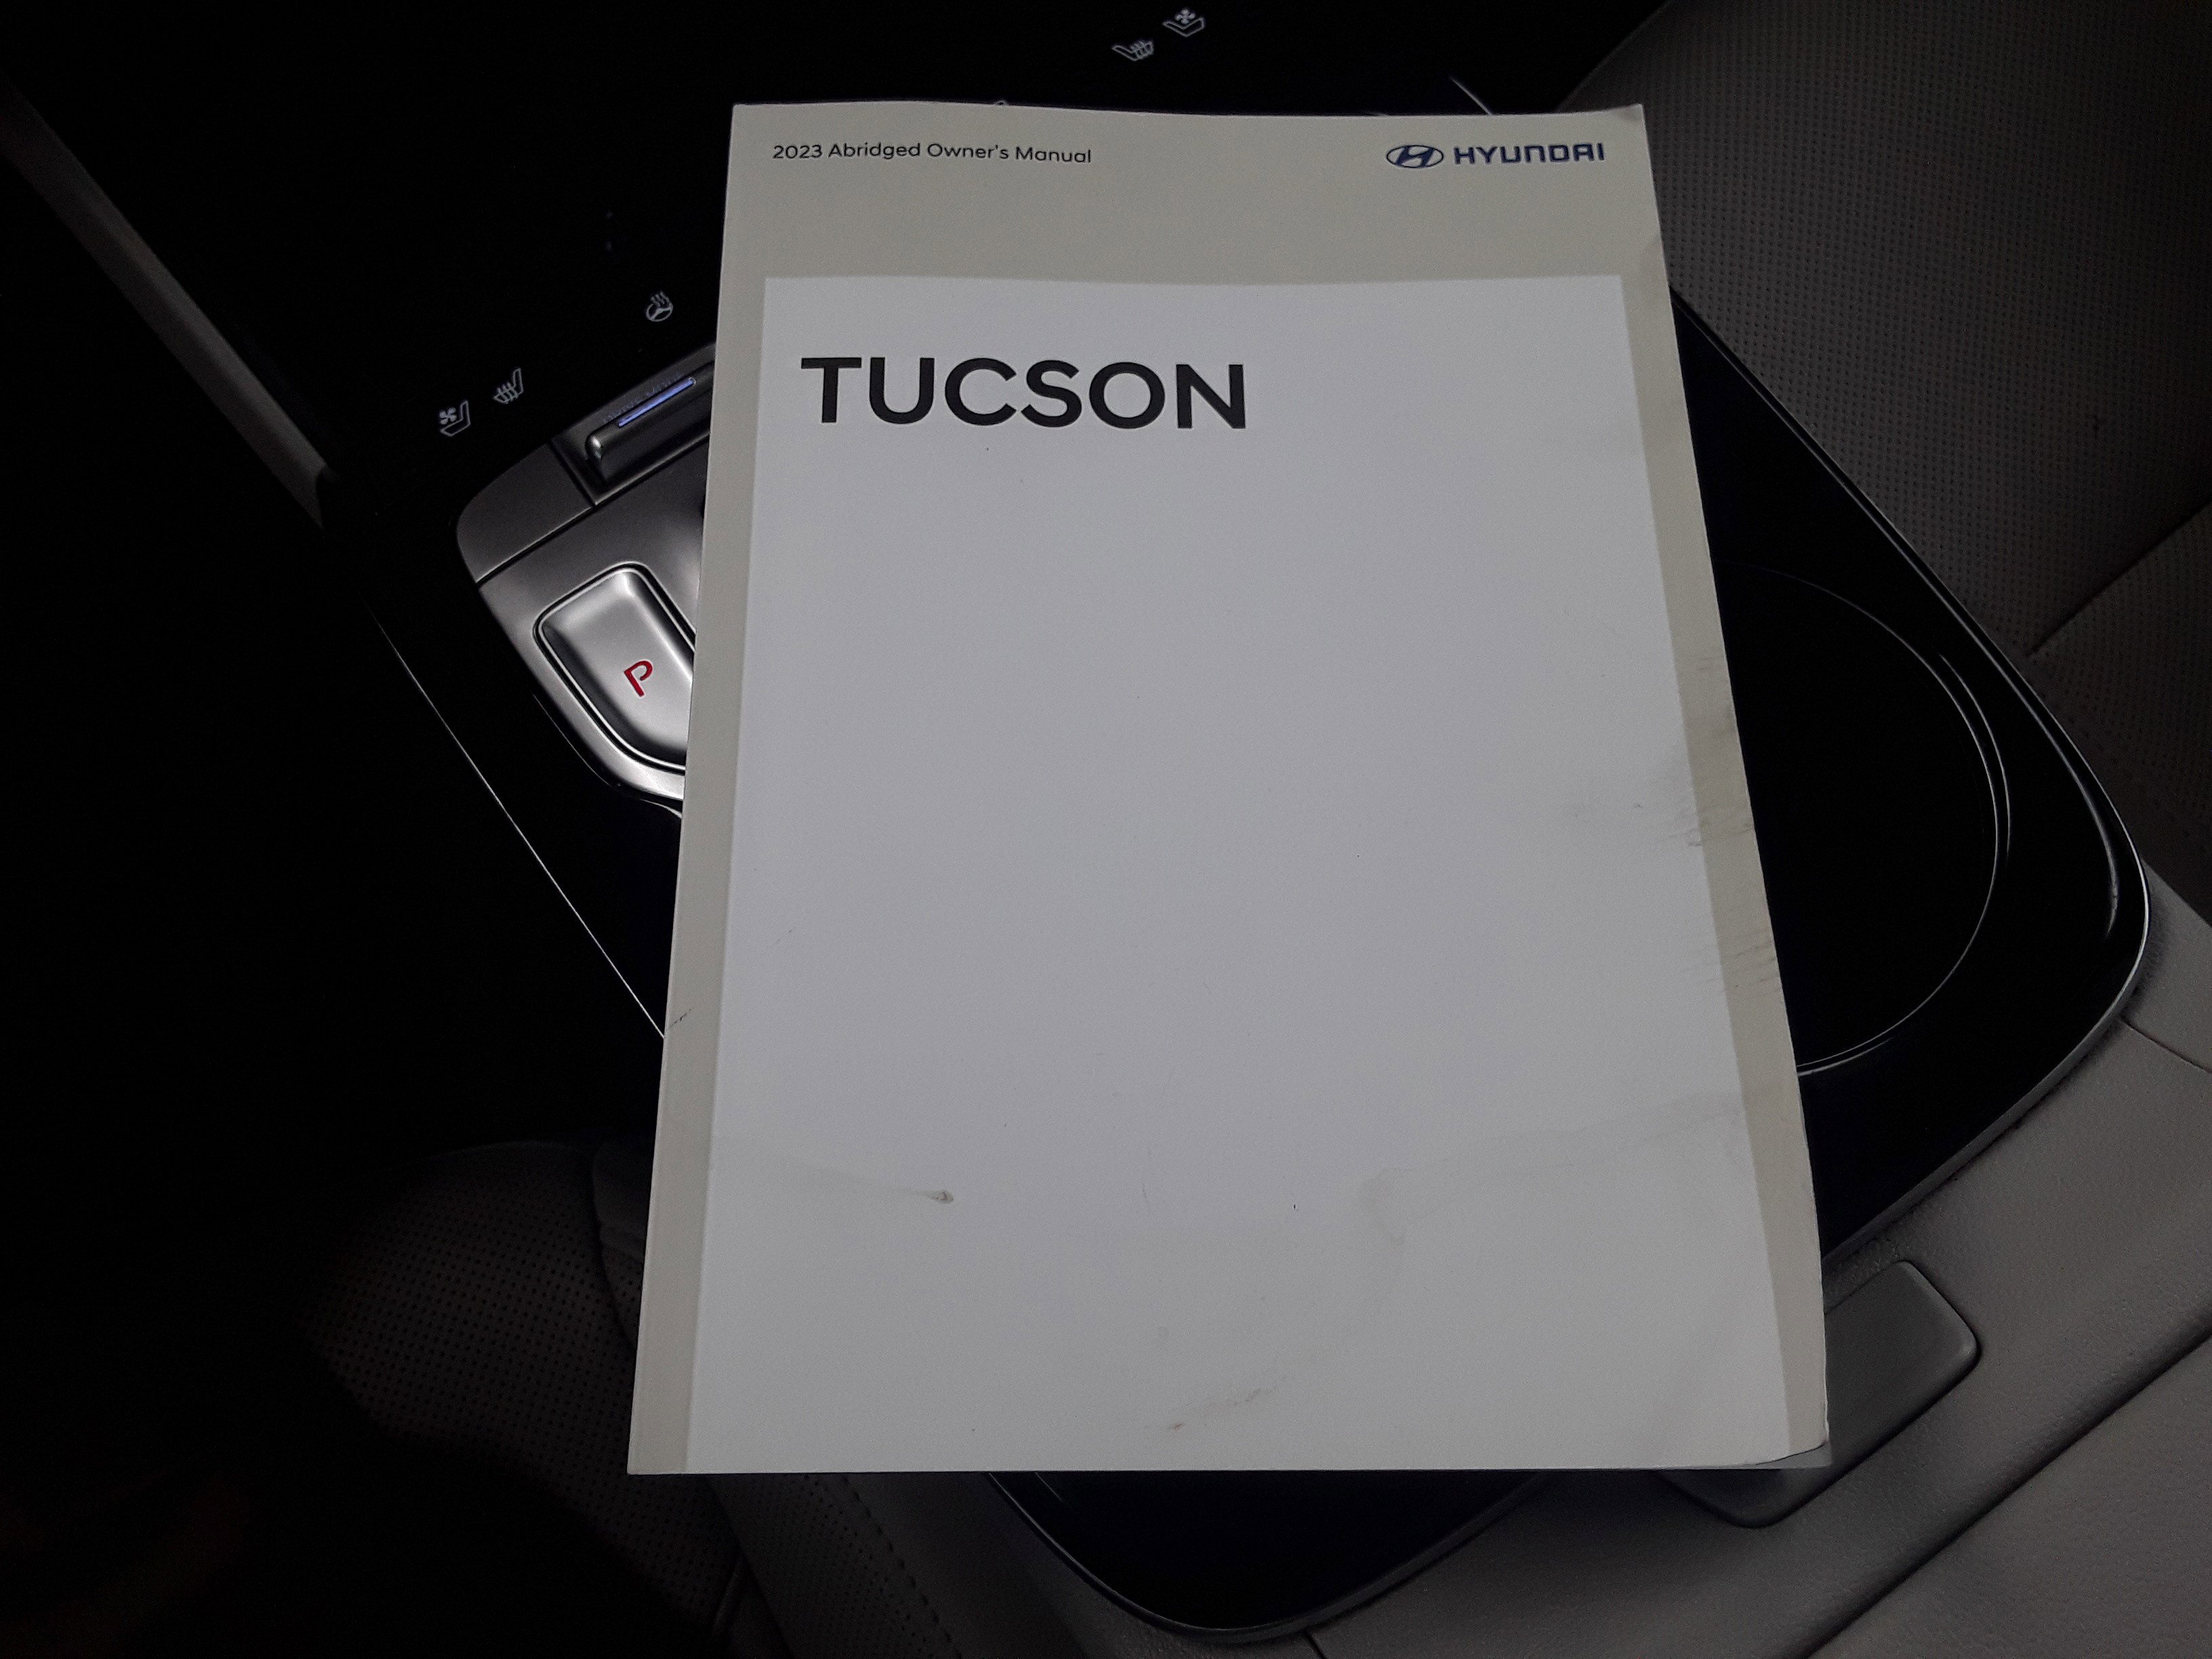 2023 Abridged Owner's Manual
HYUNDAI
TUCSON
P